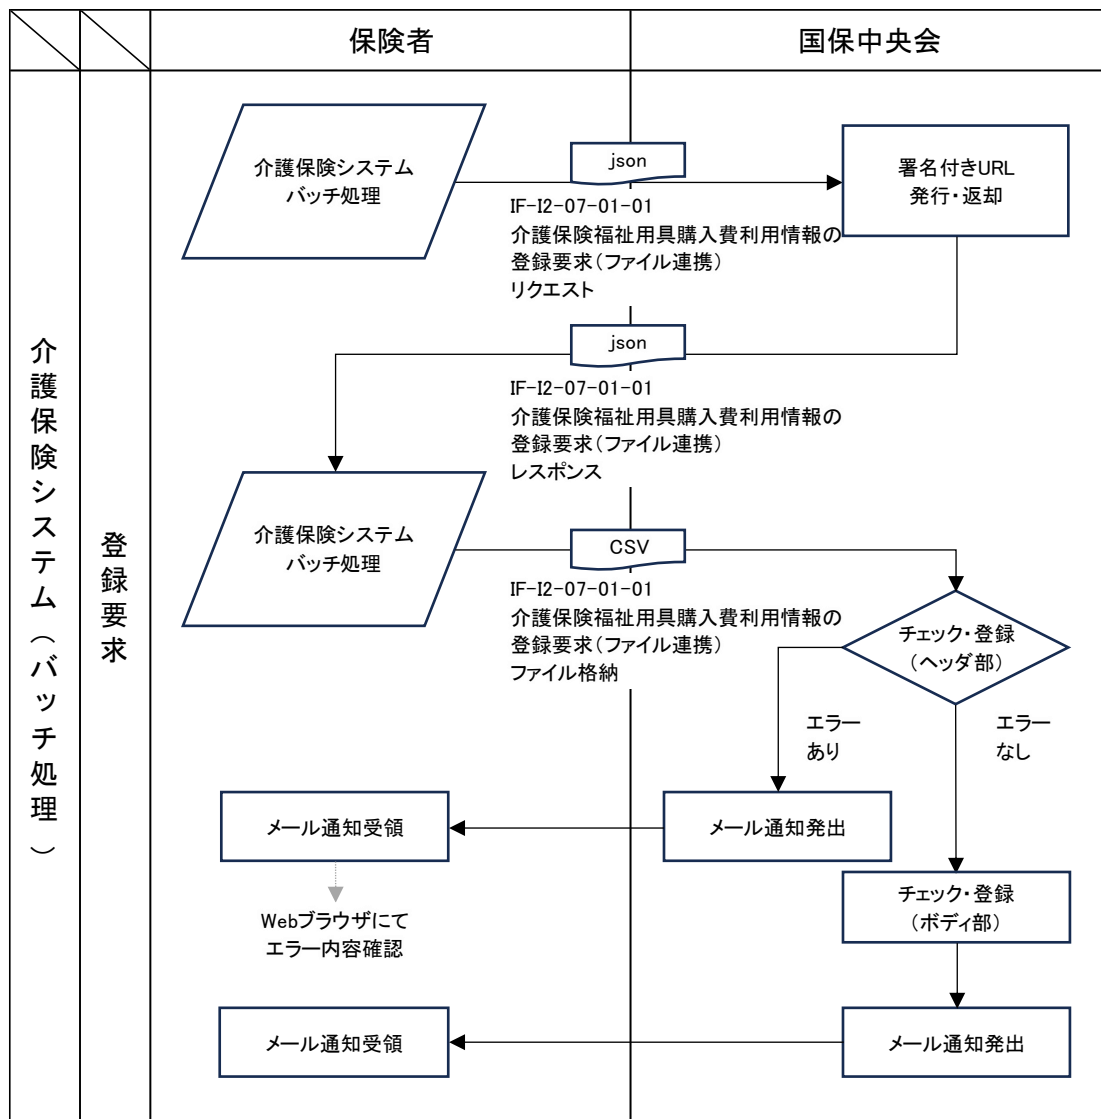 保険者
国保中央会
介護保険システム（バッチ処理）
登録要求
介護保険システム
バッチ処理
json
署名付きURL
発行・返却
IF-I2-07-01-01
介護保険福祉用具購入費利用情報の
登録要求（ファイル連携）
リクエスト
json
IF-I2-07-01-01
介護保険福祉用具購入費利用情報の
登録要求（ファイル連携）
レスポンス
介護保険システム
バッチ処理
CSV
IF-I2-07-01-01
介護保険福祉用具購入費利用情報の
登録要求（ファイル連携）
ファイル格納
チェック・登録
（ヘッダ部）
エラー
あり
エラー
なし
メール通知受領
メール通知発出
Webブラウザにて
エラー内容確認
チェック・登録
（ボディ部）
メール通知受領
メール通知発出